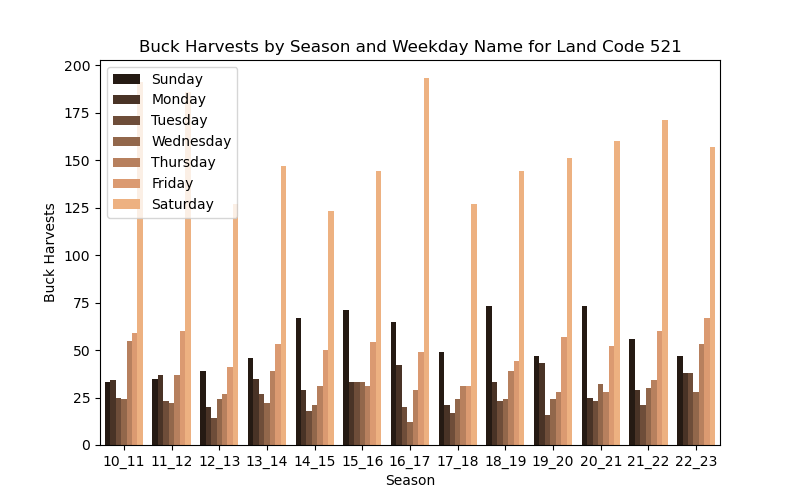 Buck Harvests by Season and Weekday Name for Land Code 521
200
175
150
125
100
75
50
25
0
Buck Harvests
Sunday
Monday
Tuesday
Wednesday
Thursday
Friday
Saturday
10_11 11_12 12_13 13_14 14_15 15_16 16_17 17_18 18_19 19_20 20_21 21_22 22_23
Season